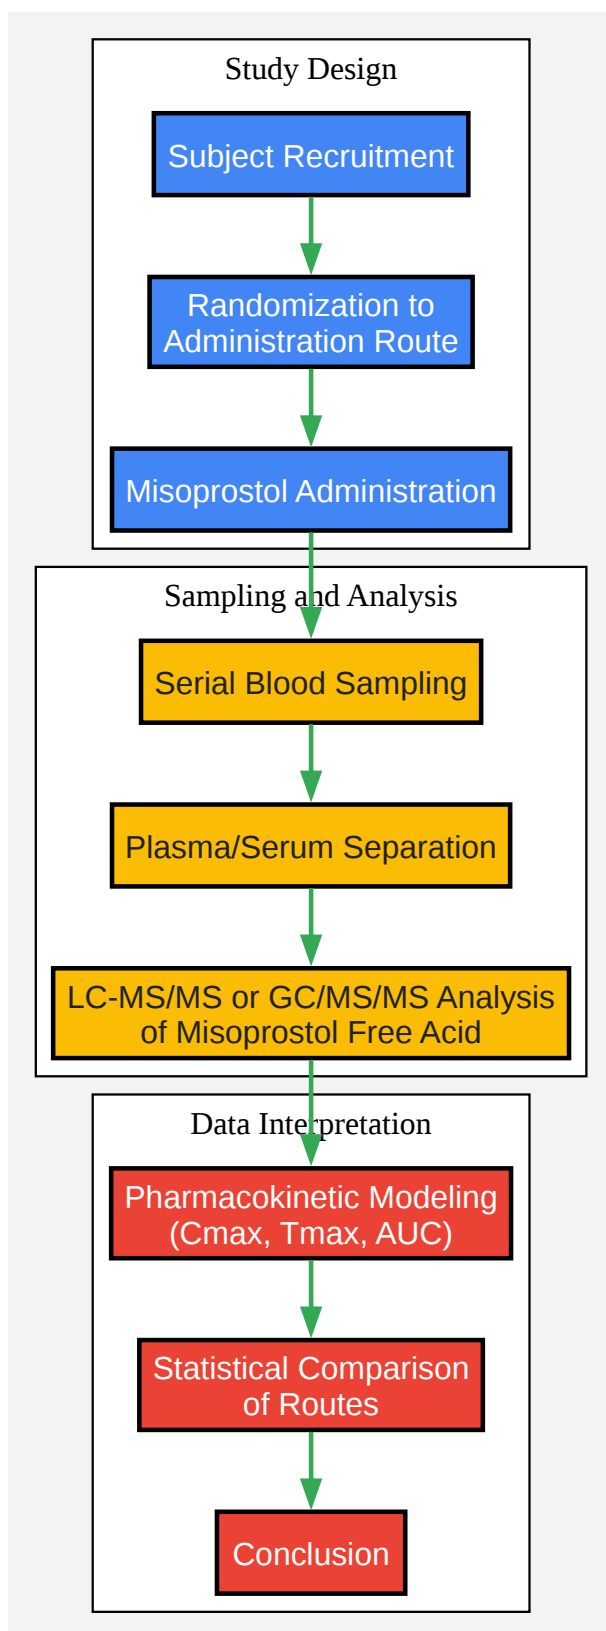 Study Design
Subject Recruitment
Randomization to
Administration Route
Misoprostol Administration
Sampling and Analysis
Serial Blood Sampling
Plasma/Serum Separation
LC-MS/MS or GC/MS/MS Analysis
of Misoprostol Free Acid
Data Interpretation
Pharmacokinetic Modeling
(Cmax, Tmax, AUC)
Statistical Comparison
of Routes
Conclusion